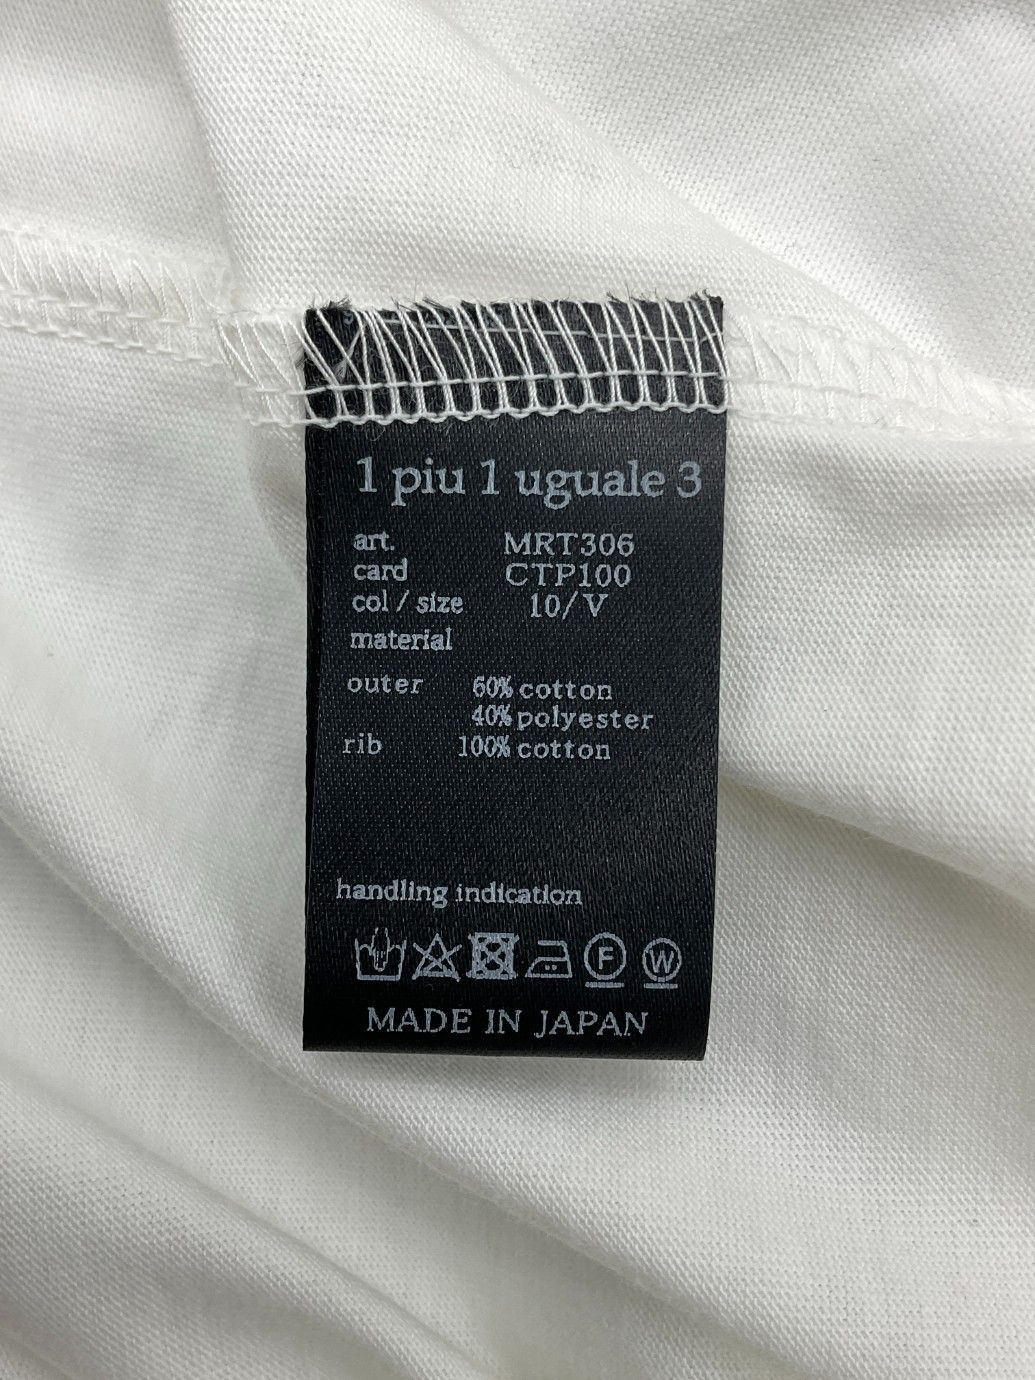 1 piu 1 uguale 3
art. MRT306
card CTP100
col / size 10/V
material
outer 60% cotton
40% polyester
rib 100% cotton
handling indication
F W
MADE IN JAPAN